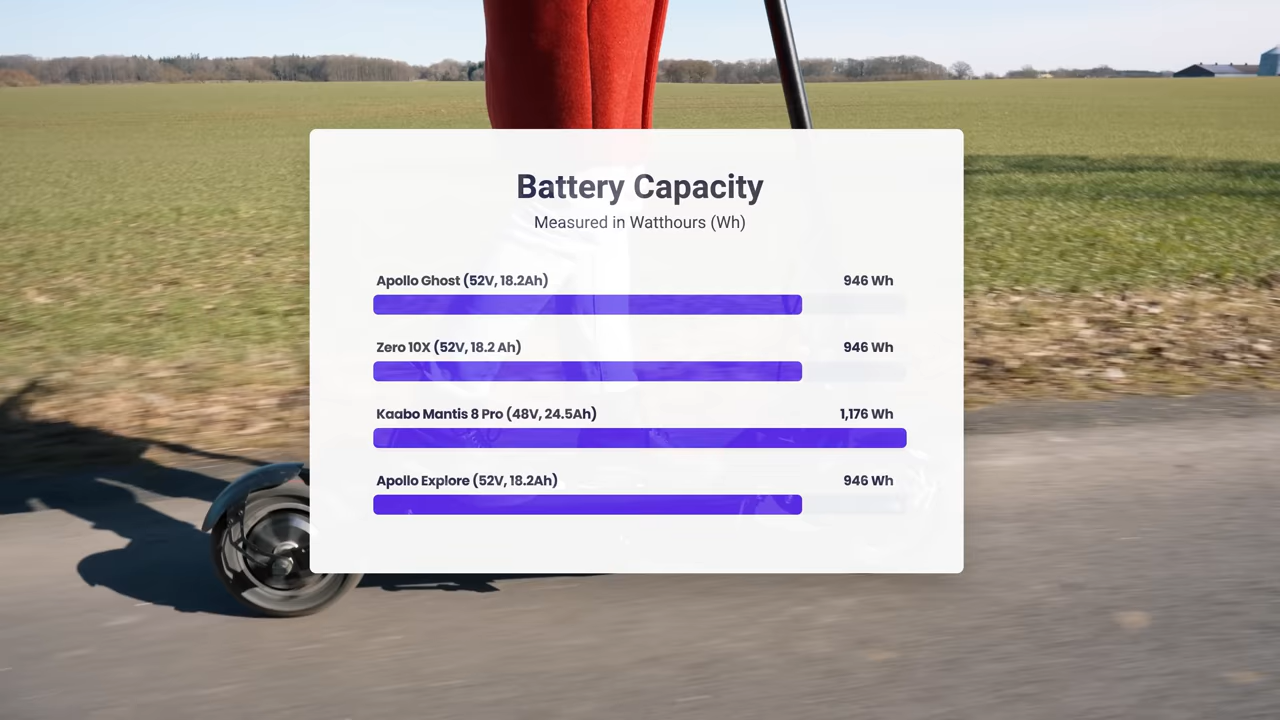 Battery Capacity
Measured in Watthours (Wh)
Apollo Ghost (52V, 18.2Ah) 946 Wh
Zero 10X (52V, 18.2 Ah) 946 Wh
Kaabo Mantis 8 Pro (48V, 24.5Ah) 1,176 Wh
Apollo Explore (52V, 18.2Ah) 946 Wh